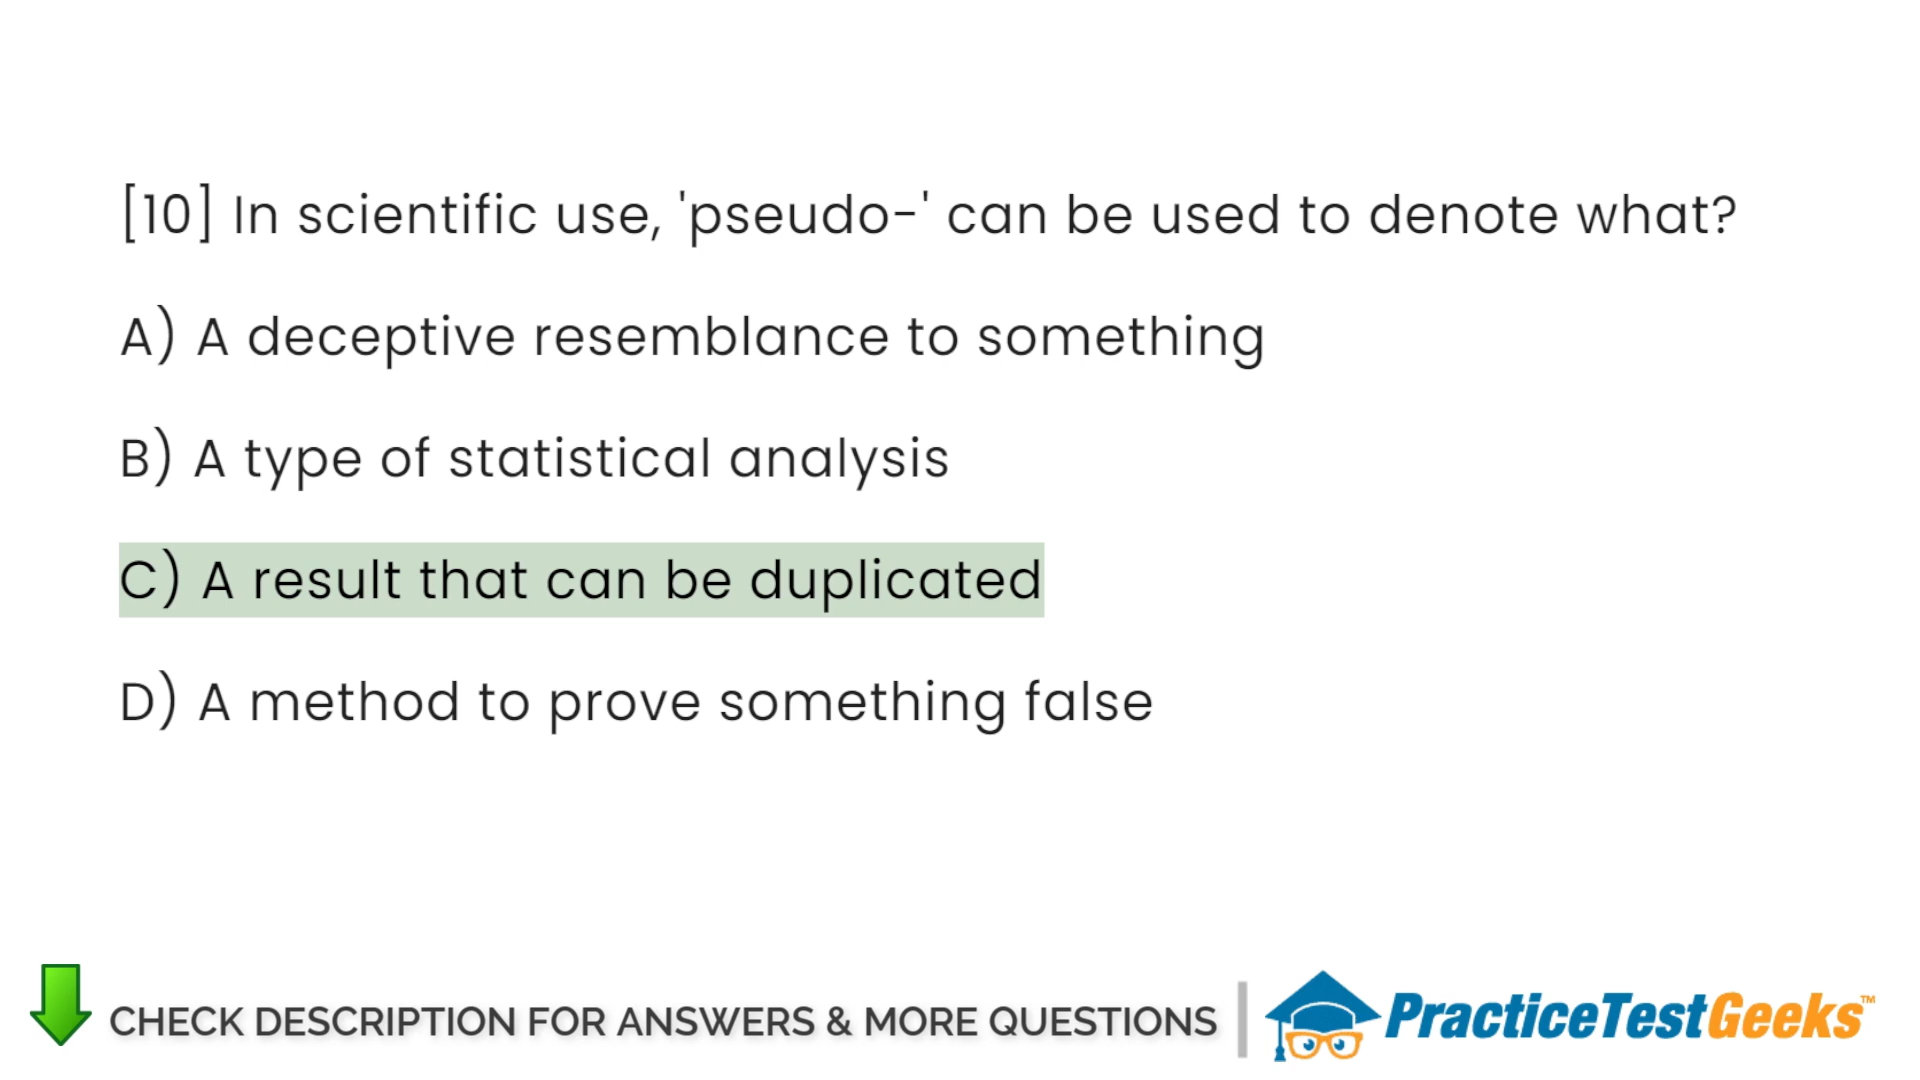 [10] In scientific use, 'pseudo-' can be used to denote what?
A) A deceptive resemblance to something
B) A type of statistical analysis
C) A result that can be duplicated
D) A method to prove something false
CHECK DESCRIPTION FOR ANSWERS & MORE QUESTIONS
PracticeTestGeeks™